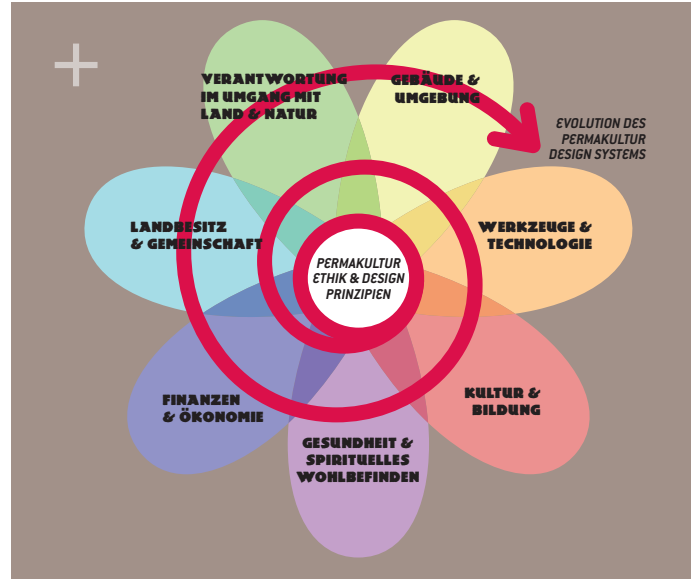 VERANTWORTUNG
IM UMGANG MIT
LAND & NATUR
GEBÄUDE &
UMGEBUNG
EVOLUTION DES
PERMAKULTUR
DESIGN SYSTEMS
LANDBESITZ
& GEMEINSCHAFT
WERKZEUGE &
TECHNOLOGIE
PERMAKULTUR
ETHIK & DESIGN
PRINZIPIEN
FINANZEN
& ÖKONOMIE
KULTUR &
BILDUNG
GESUNDHEIT &
SPIRITUELLES
WOHLBEFINDEN